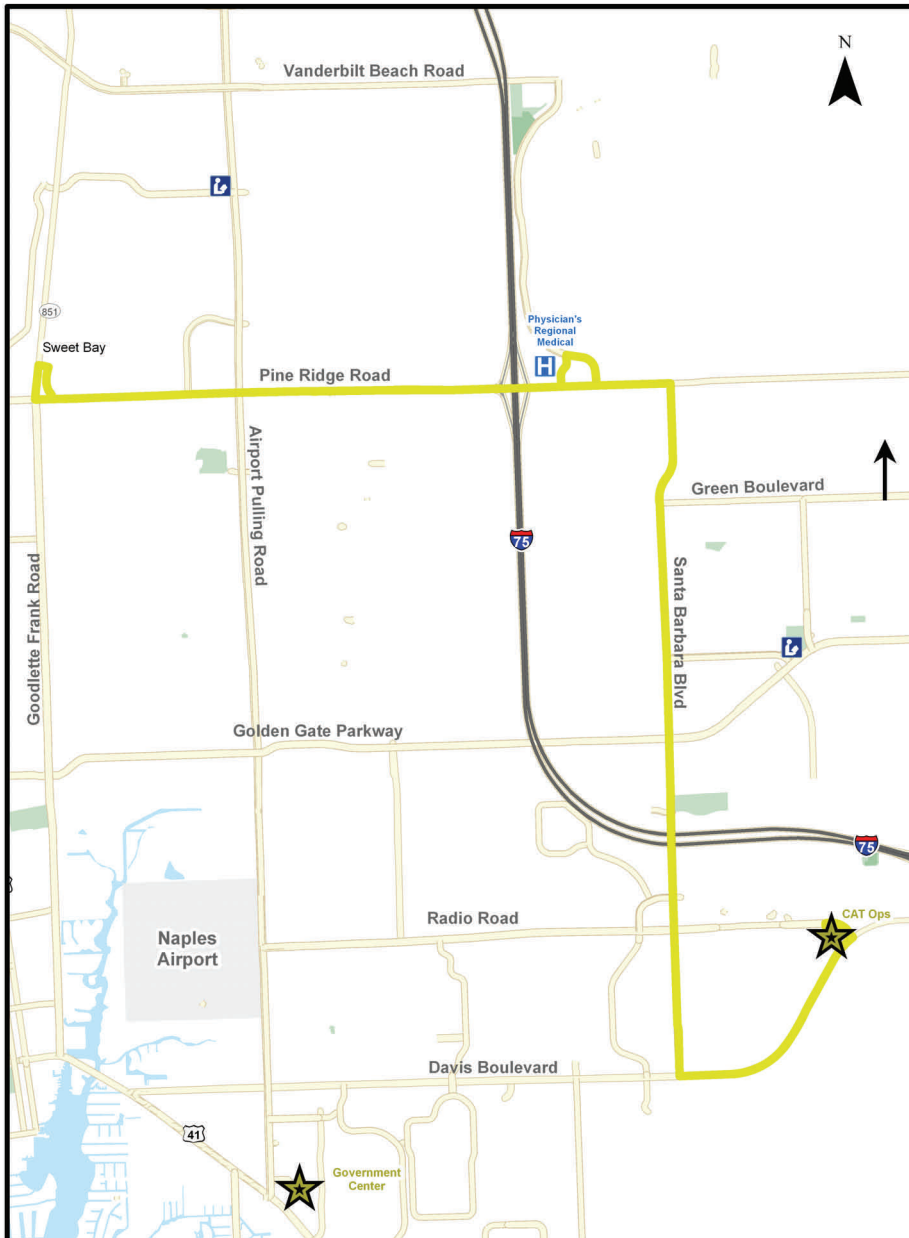 N
Vanderbilt Beach Road
851
Sweet Bay
Physician's
Regional
Medical
H
Pine Ridge Road
Airport Pulling Road
Green Boulevard
75
Goodlette Frank Road
Santa Barbara Blvd
Golden Gate Parkway
75
CAT Ops
Radio Road
Naples
Airport
Davis Boulevard
41
Government
Center